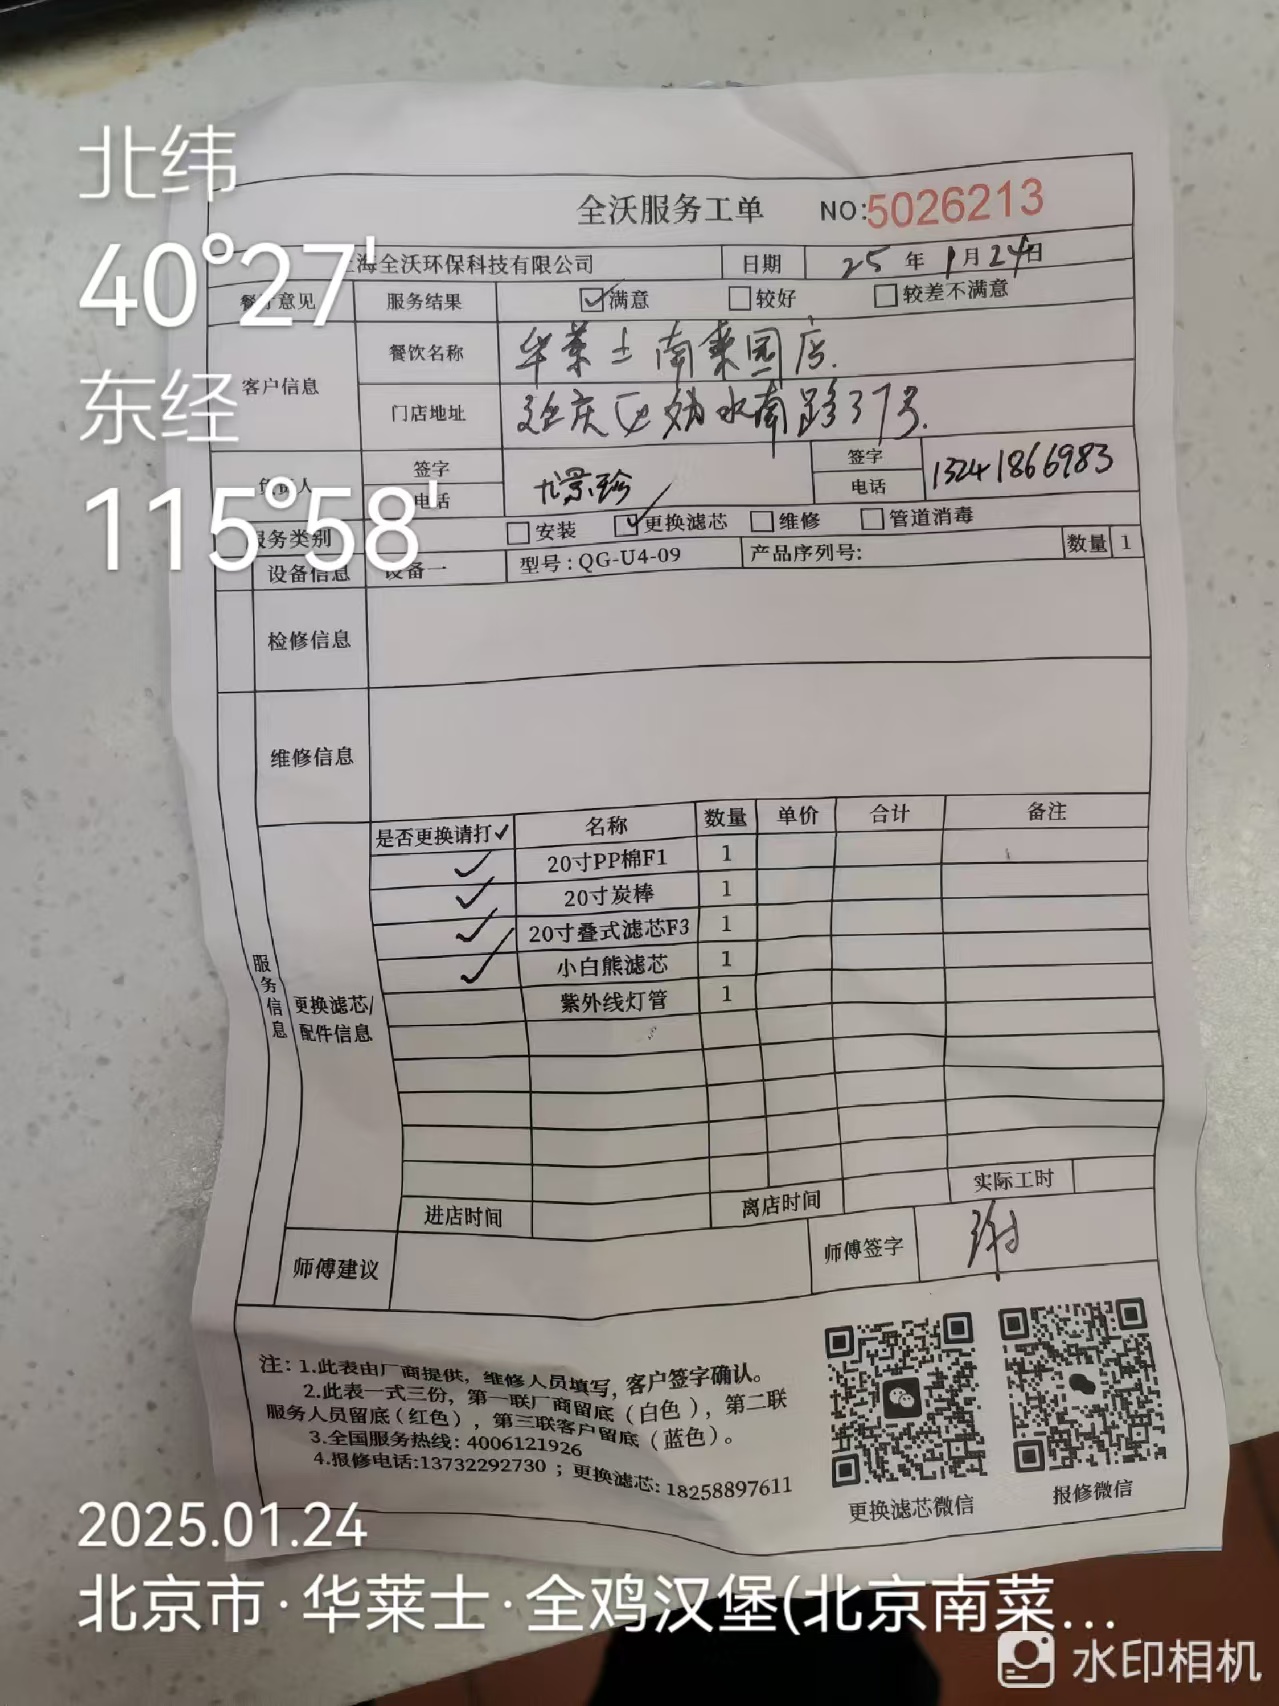 北纬
40°27'
东经
115°58'
全沃服务工单 NO:5026213
上海全沃环保科技有限公司 日期 25年1月24日
餐厅意见 服务结果 ☑满意 □较好 □较差不满意
客户信息 餐饮名称 华莱士南菜园店.
门店地址 延庆区妫水南路37号.
负责人 签字 签字
电话 电话 13241866983
服务类别 □安装 ☑更换滤芯 □维修 □管道消毒
设备信息 设备一 型号:QG-U4-09 产品序列号: 数量 1
检修信息
维修信息
服务信息
更换滤芯/配件信息
是否更换请打✓ 名称 数量 单价 合计 备注
✓ 20寸PP棉F1 1
✓ 20寸炭棒 1
✓ 20寸叠式滤芯F3 1
✓ 小白熊滤芯 1
紫外线灯管 1
进店时间 离店时间 实际工时
师傅建议 师傅签字 谢
注: 1.此表由厂商提供, 维修人员填写, 客户签字确认。
2.此表一式三份, 第一联厂商留底(白色), 第二联
服务人员留底(红色), 第三联客户留底(蓝色)。
3.全国服务热线: 4006121926
4.报修电话:13732292730 ; 更换滤芯: 18258897611
更换滤芯微信 报修微信
2025.01.24
北京市·华莱士·全鸡汉堡(北京南菜...
水印相机